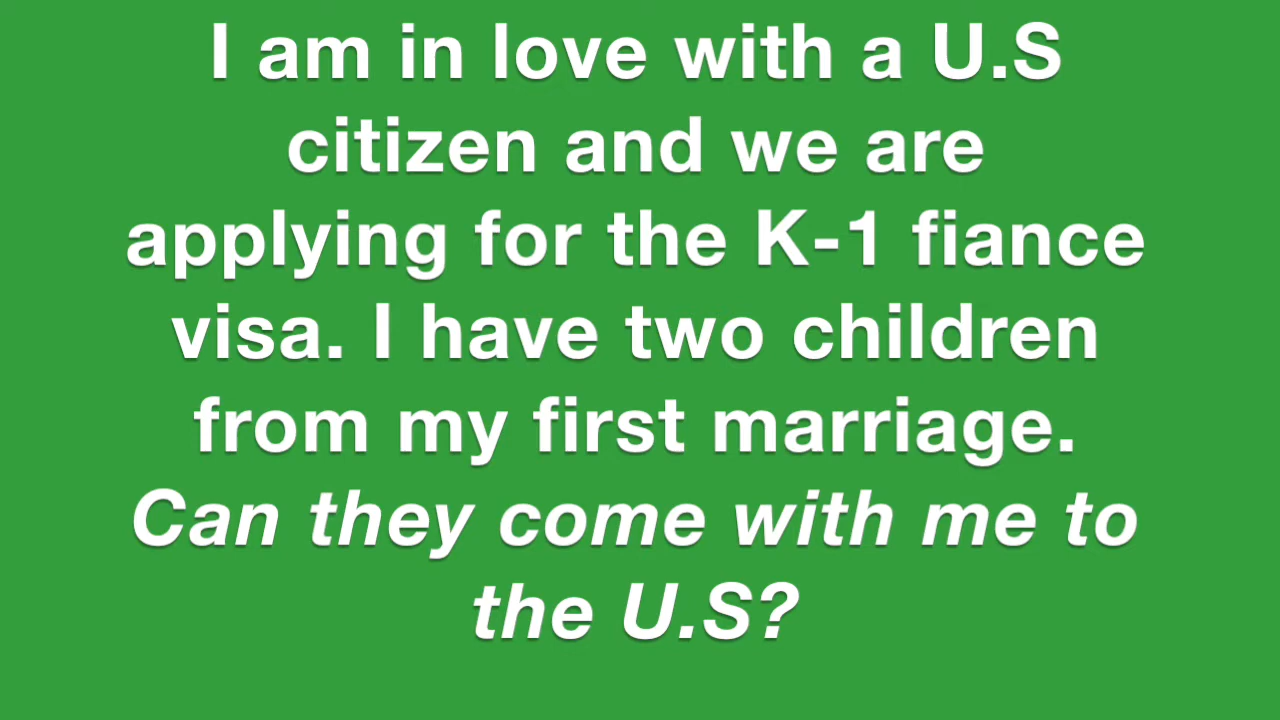 I am in love with a U.S
citizen and we are
applying for the K-1 fiance
visa. I have two children
from my first marriage.
Can they come with me to
the U.S?